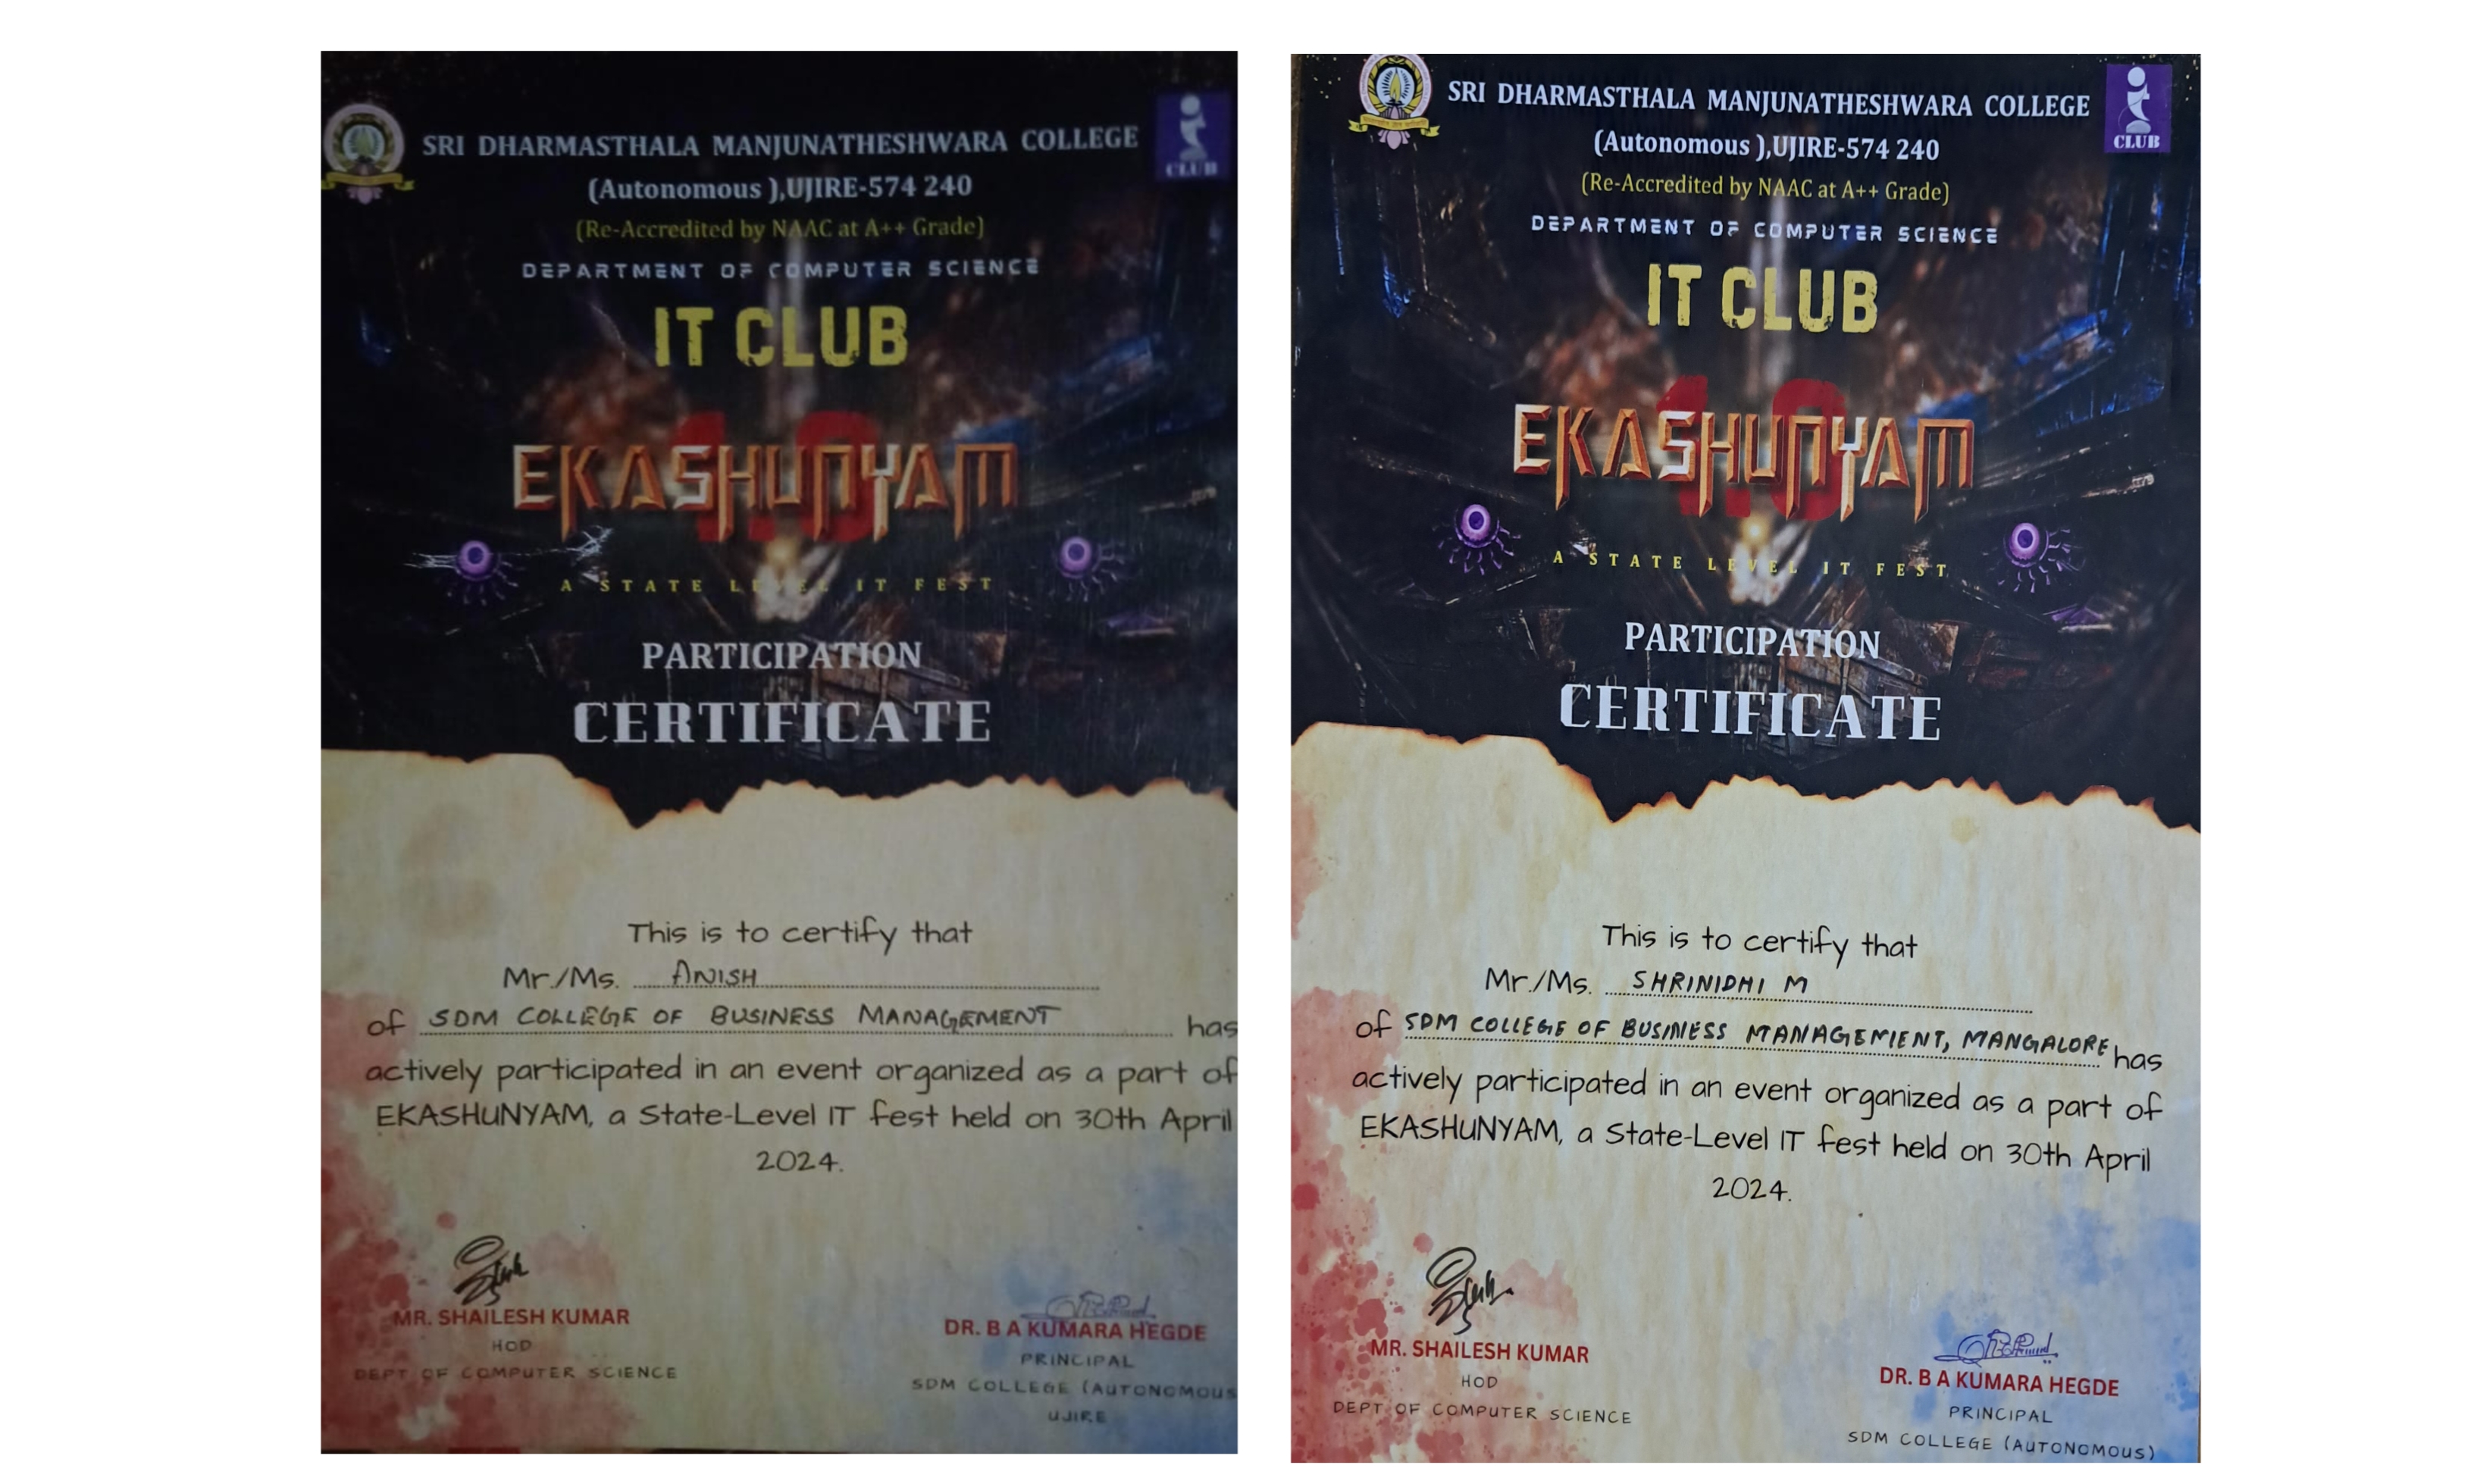 SRI DHARMASTHALA MANJUNATHESHWARA COLLEGE
(Autonomous ),UJIRE-574 240
(Re-Accredited by NAAC at A++ Grade)
DEPARTMENT OF COMPUTER SCIENCE
CLUB
IT CLUB
1.0
EKASHUNYAM
A STATE LEVEL IT FEST
PARTICIPATION
CERTIFICATE
This is to certify that
Mr./Ms. ANISH
of SDM COLLEGE OF BUSINESS MANAGEMENT has
actively participated in an event organized as a part of
EKASHUNYAM, a State-Level IT fest held on 30th April
2024.
MR. SHAILESH KUMAR
HOD
DEPT OF COMPUTER SCIENCE
DR. B A KUMARA HEGDE
PRINCIPAL
SDM COLLEGE (AUTONOMOUS
UJIRE
SRI DHARMASTHALA MANJUNATHESHWARA COLLEGE
(Autonomous ),UJIRE-574 240
(Re-Accredited by NAAC at A++ Grade)
DEPARTMENT OF COMPUTER SCIENCE
CLUB
IT CLUB
1.0
EKASHUNYAM
A STATE LEVEL IT FEST
PARTICIPATION
CERTIFICATE
This is to certify that
Mr./Ms. SHRINIDHI M
of SDM COLLEGE OF BUSINESS MANAGEMENT, MANGALORE has
actively participated in an event organized as a part of
EKASHUNYAM, a State-Level IT fest held on 30th April
2024.
MR. SHAILESH KUMAR
HOD
DEPT OF COMPUTER SCIENCE
DR. B A KUMARA HEGDE
PRINCIPAL
SDM COLLEGE (AUTONOMOUS)